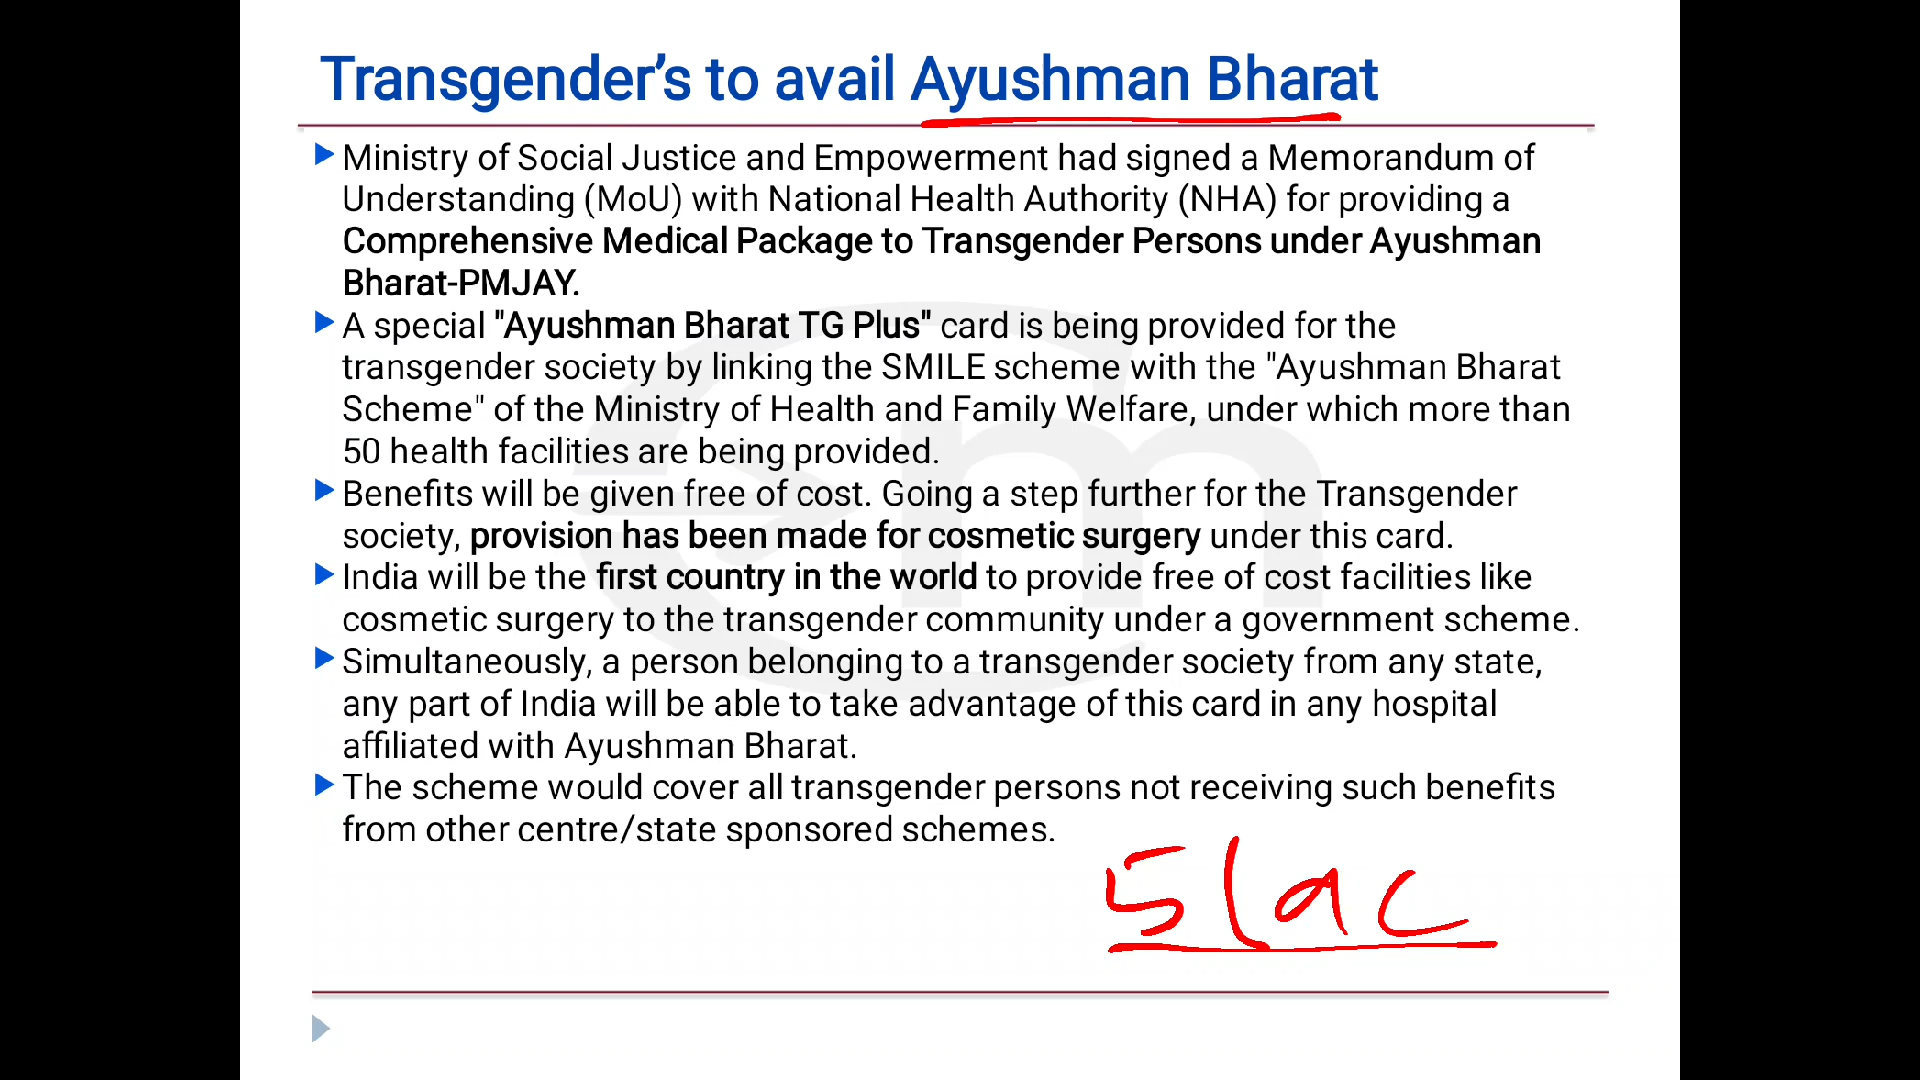 Transgender’s to avail Ayushman Bharat
Ministry of Social Justice and Empowerment had signed a Memorandum of
Understanding (MoU) with National Health Authority (NHA) for providing a
Comprehensive Medical Package to Transgender Persons under Ayushman
Bharat-PMJAY.
A special "Ayushman Bharat TG Plus" card is being provided for the
transgender society by linking the SMILE scheme with the "Ayushman Bharat
Scheme" of the Ministry of Health and Family Welfare, under which more than
50 health facilities are being provided.
Benefits will be given free of cost. Going a step further for the Transgender
society, provision has been made for cosmetic surgery under this card.
India will be the first country in the world to provide free of cost facilities like
cosmetic surgery to the transgender community under a government scheme.
Simultaneously, a person belonging to a transgender society from any state,
any part of India will be able to take advantage of this card in any hospital
affiliated with Ayushman Bharat.
The scheme would cover all transgender persons not receiving such benefits
from other centre/state sponsored schemes.
5 lac